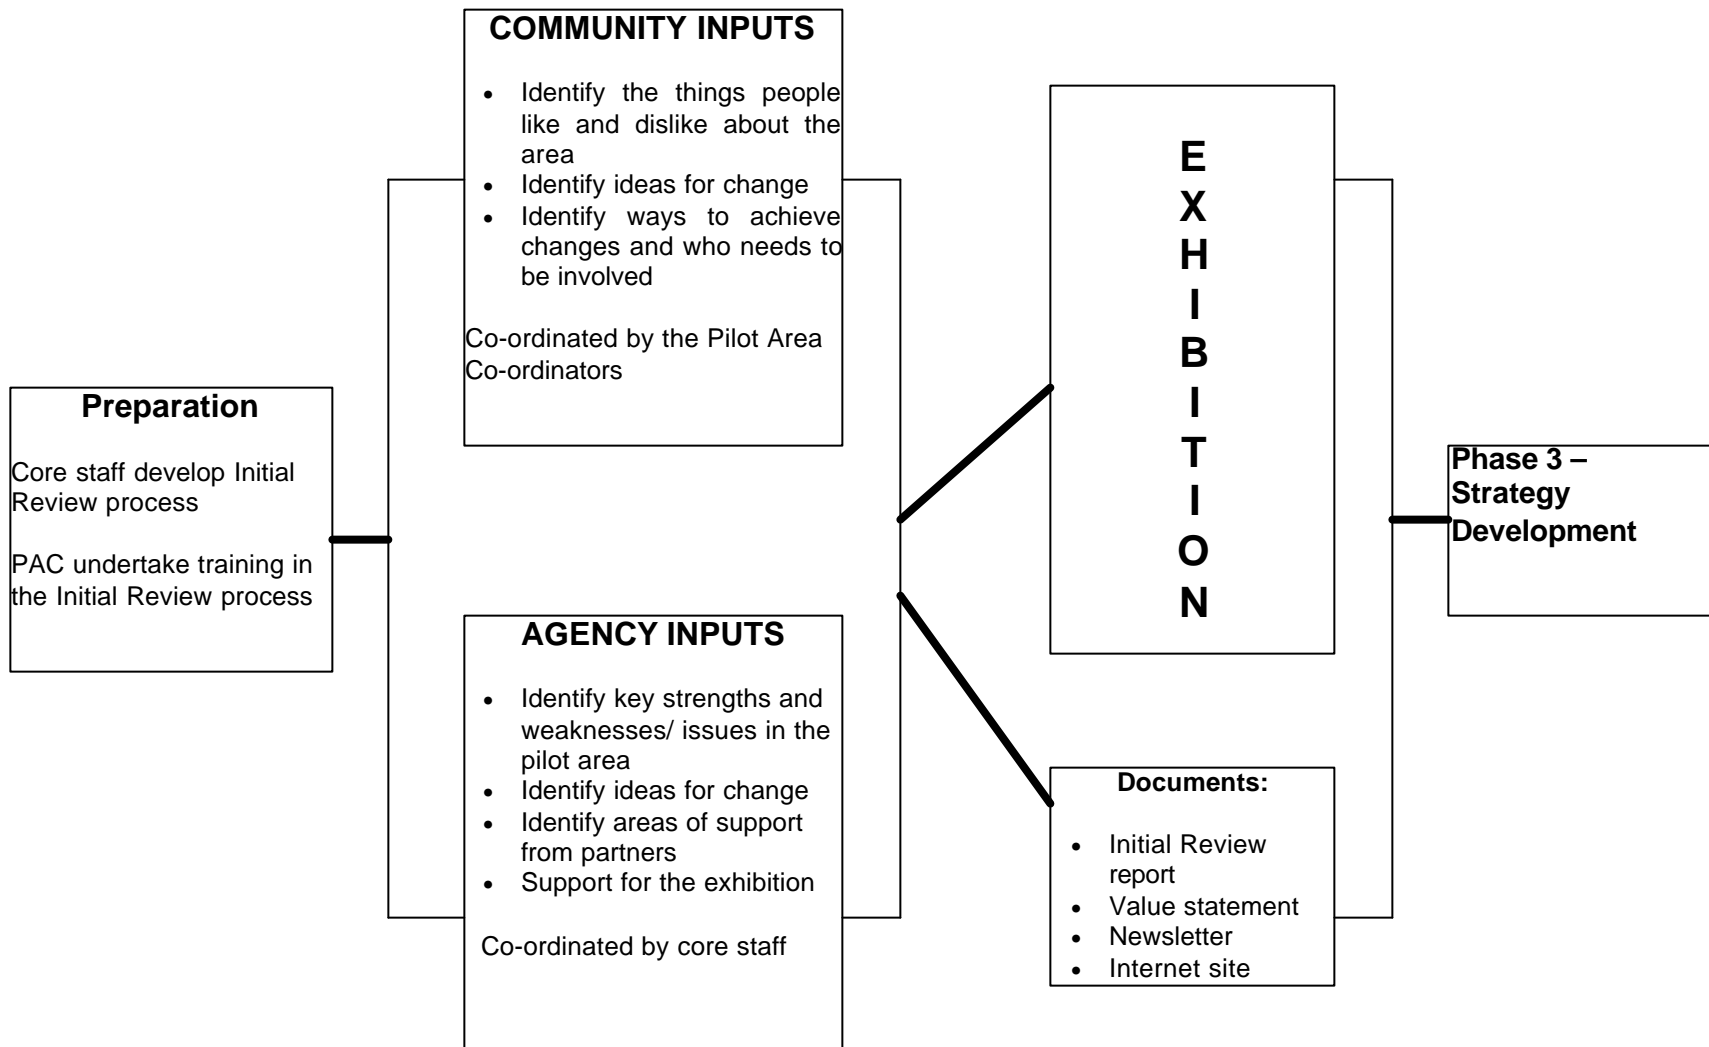 Preparation
Core staff develop Initial
Review process
PAC undertake training in
the Initial Review process
COMMUNITY INPUTS
• Identify the things people
like and dislike about the
area
• Identify ideas for change
• Identify ways to achieve
changes and who needs to
be involved
Co-ordinated by the Pilot Area
Co-ordinators
AGENCY INPUTS
• Identify key strengths and
weaknesses/ issues in the
pilot area
• Identify ideas for change
• Identify areas of support
from partners
• Support for the exhibition
Co-ordinated by core staff
E
X
H
I
B
I
T
I
O
N
Documents:
• Initial Review
report
• Value statement
• Newsletter
• Internet site
Phase 3 –
Strategy
Development